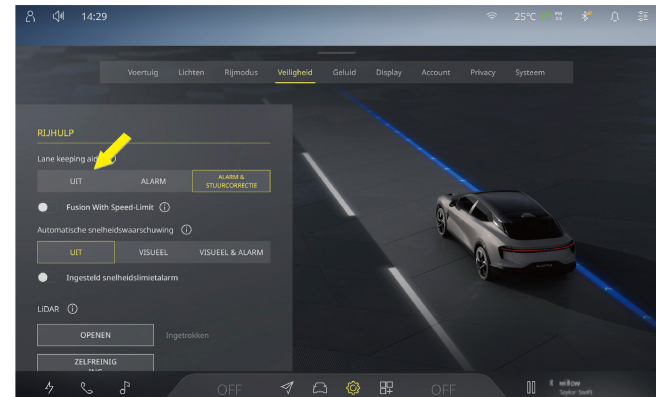 14:29
25°C
Voertuig Lichten Rijmodus Veiligheid Geluid Display Account Privacy Systeem
RIJHULP
Lane keeping aid
UIT ALARM ALARM & STUURCORRECTIE
Fusion With Speed-Limit
Automatische snelheidswaarschuwing
UIT VISUEEL VISUEEL & ALARM
Ingesteld snelheidslimietalarm
LiDAR
OPENEN Ingetrokken
ZELFREINIG
OFF OFF
willow
Taylor Swift